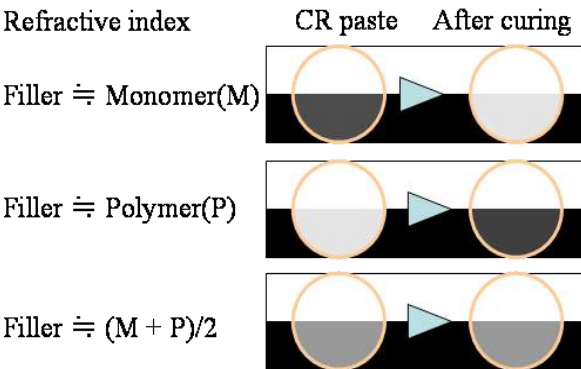 Refractive index CR paste After curing
Filler ≒ Monomer(M)
Filler ≒ Polymer(P)
Filler ≒ (M + P)/2